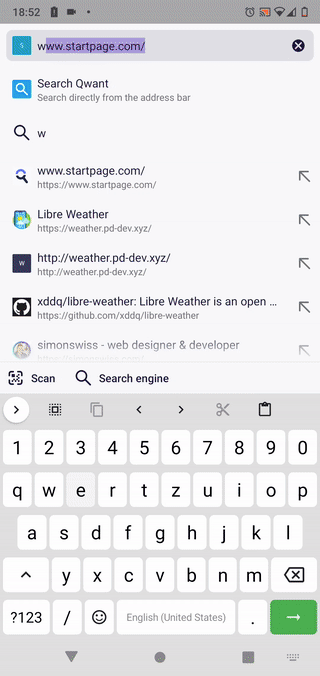 18:52
S
www.startpage.com/
Search Qwant
Search directly from the address bar
w
www.startpage.com/
https://www.startpage.com/
Libre Weather
https://weather.pd-dev.xyz/
W
http://weather.pd-dev.xyz/
http://weather.pd-dev.xyz/
xddq/libre-weather: Libre Weather is an open ...
https://github.com/xddq/libre-weather
simonswiss - web designer & developer
Scan
Search engine
1 2 3 4 5 6 7 8 9 0
q w e r t z u i o p
a s d f g h j k l
y x c v b n m
?123 / English (United States) .